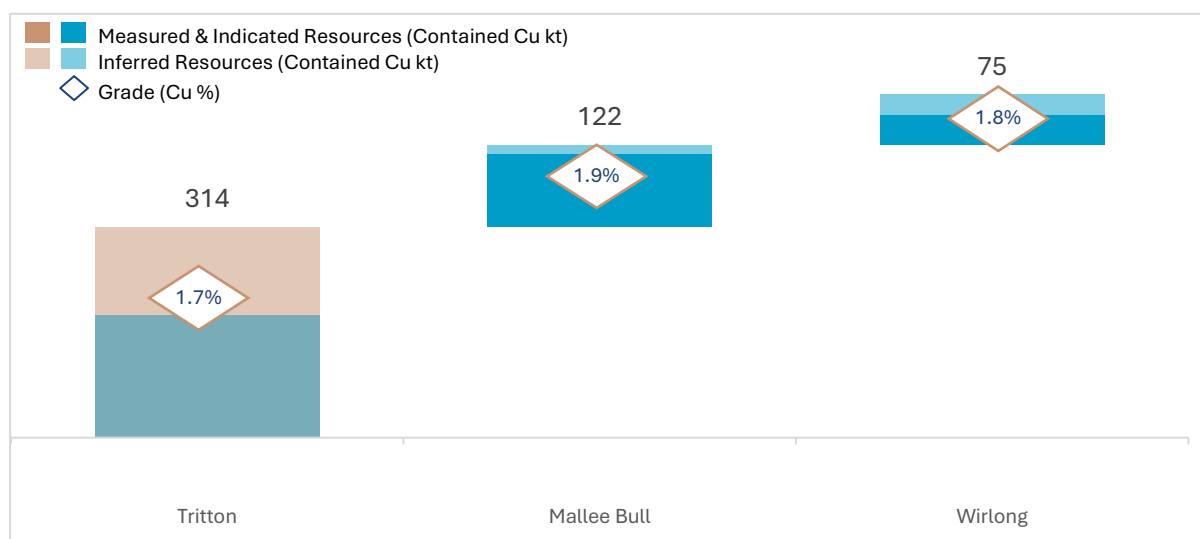 Measured & Indicated Resources (Contained Cu kt)
Inferred Resources (Contained Cu kt)
Grade (Cu %)
314
122
75
1.7%
1.9%
1.8%
Tritton
Mallee Bull
Wirlong